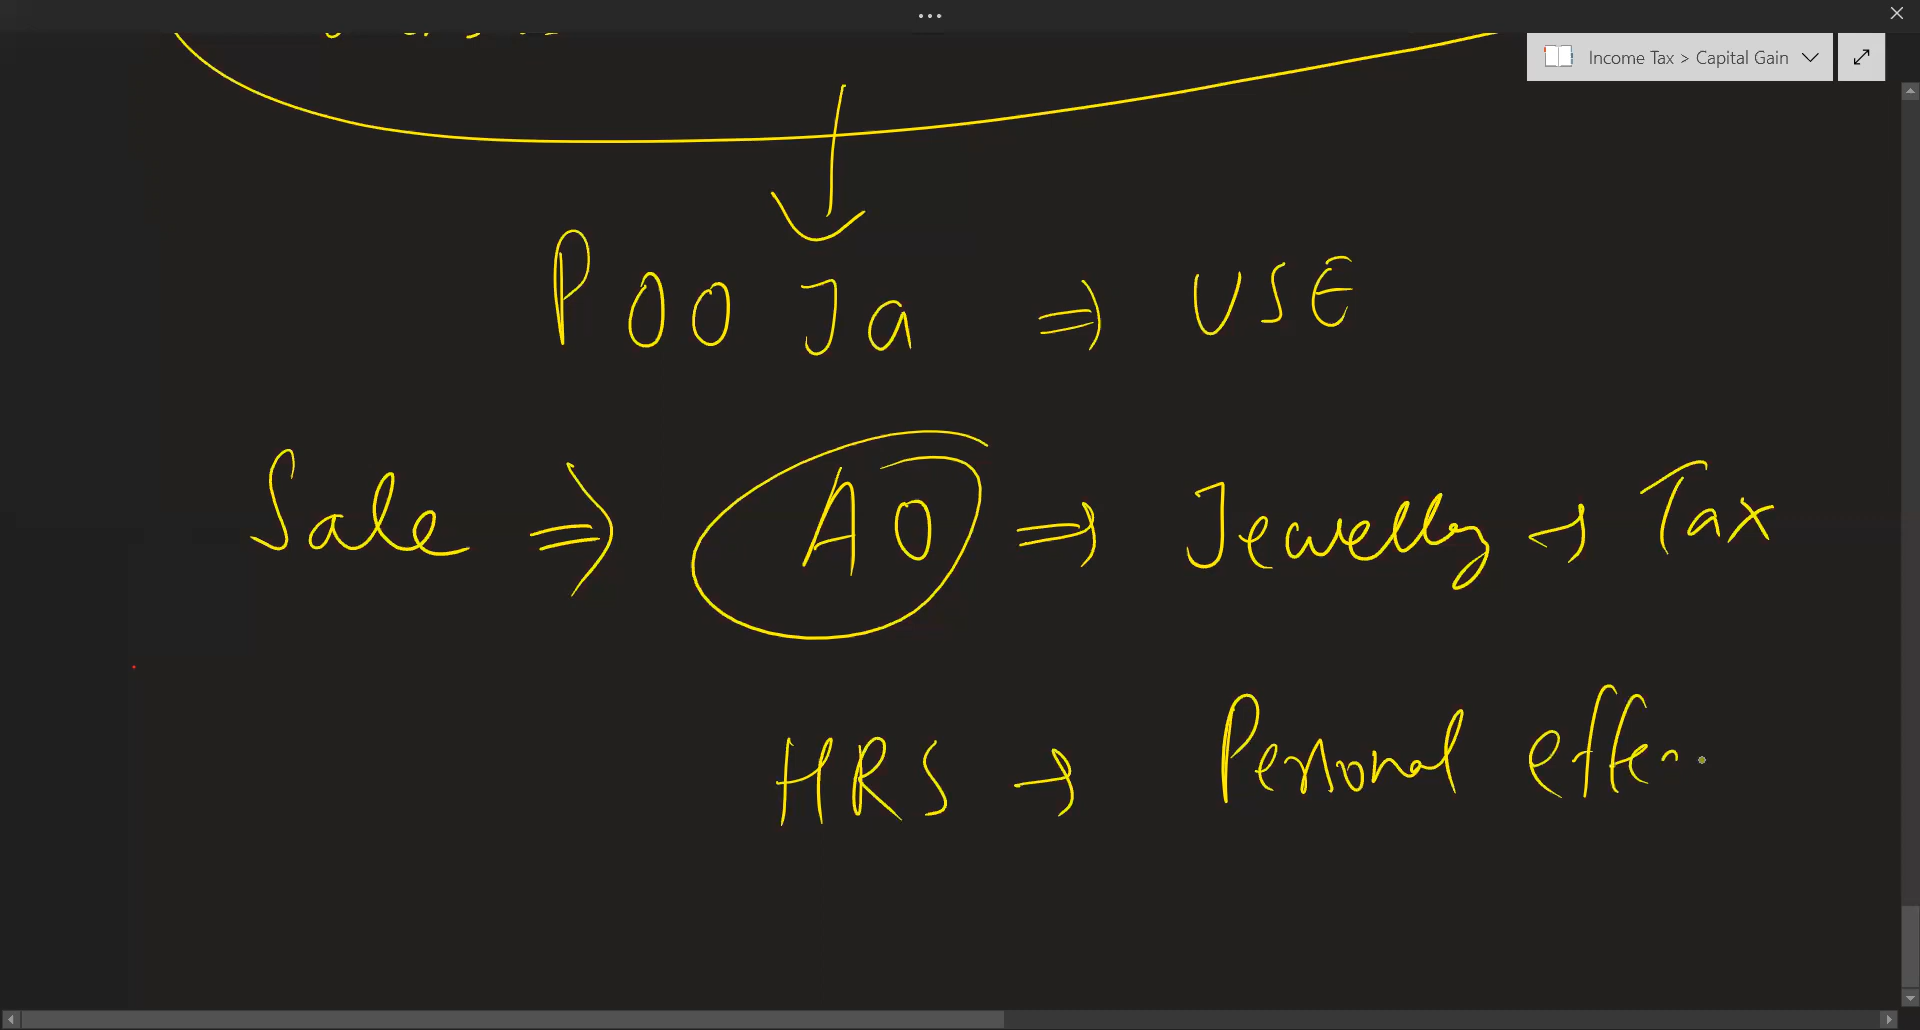 Income Tax > Capital Gain
POOJa ⇒ USE
Sale ⇒ AO ⇒ Jewelly → Tax
HRS → Personal effe